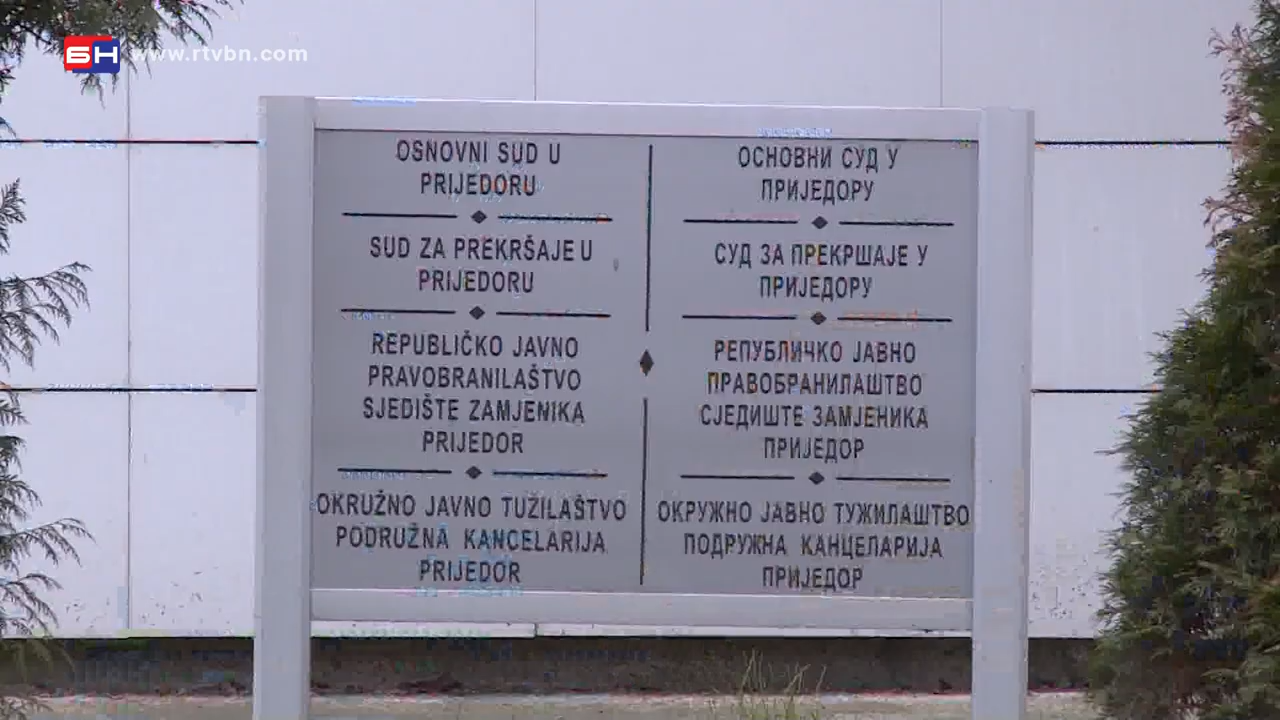 БН www.rtvbn.com
OSNOVNI SUD U
PRIJEDORU
SUD ZA PREKRŠAJE U
PRIJEDORU
REPUBLIČKO JAVNO
PRAVOBRANILAŠTVO
SJEDIŠTE ZAMJENIKA
PRIJEDOR
OKRUŽNO JAVNO TUŽILAŠTVO
PODRUŽNA KANCELARIJA
PRIJEDOR
ОСНОВНИ СУД У
ПРИЈЕДОРУ
СУД ЗА ПРЕКРШАЈЕ У
ПРИЈЕДОРУ
РЕПУБЛИЧКО ЈАВНО
ПРАВОБРАНИЛАШТВО
СЈЕДИШТЕ ЗАМЈЕНИКА
ПРИЈЕДОР
ОКРУЖНО ЈАВНО ТУЖИЛАШТВО
ПОДРУЖНА КАНЦЕЛАРИЈА
ПРИЈЕДОР